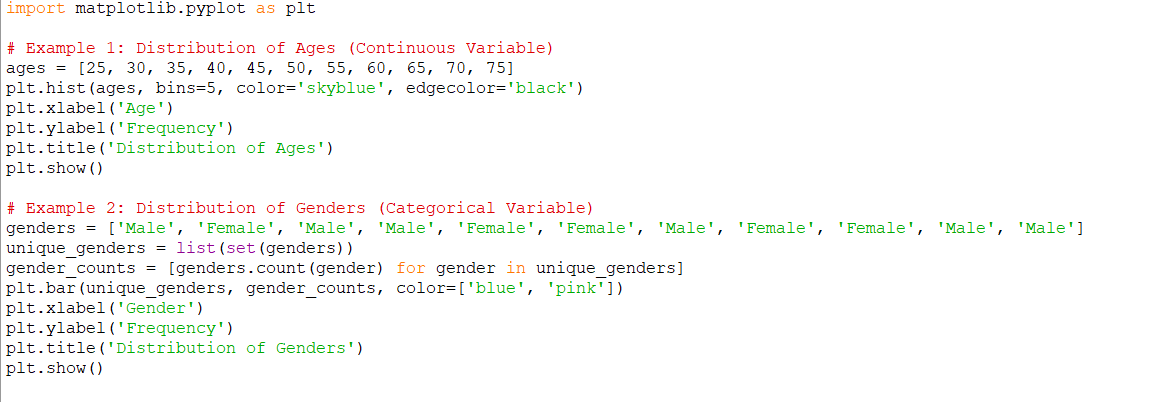 import matplotlib.pyplot as plt
# Example 1: Distribution of Ages (Continuous Variable)
ages = [25, 30, 35, 40, 45, 50, 55, 60, 65, 70, 75]
plt.hist(ages, bins=5, color='skyblue', edgecolor='black')
plt.xlabel('Age')
plt.ylabel('Frequency')
plt.title('Distribution of Ages')
plt.show()
# Example 2: Distribution of Genders (Categorical Variable)
genders = ['Male', 'Female', 'Male', 'Male', 'Female', 'Female', 'Male', 'Female', 'Female', 'Male', 'Male']
unique_genders = list(set(genders))
gender_counts = [genders.count(gender) for gender in unique_genders]
plt.bar(unique_genders, gender_counts, color=['blue', 'pink'])
plt.xlabel('Gender')
plt.ylabel('Frequency')
plt.title('Distribution of Genders')
plt.show()